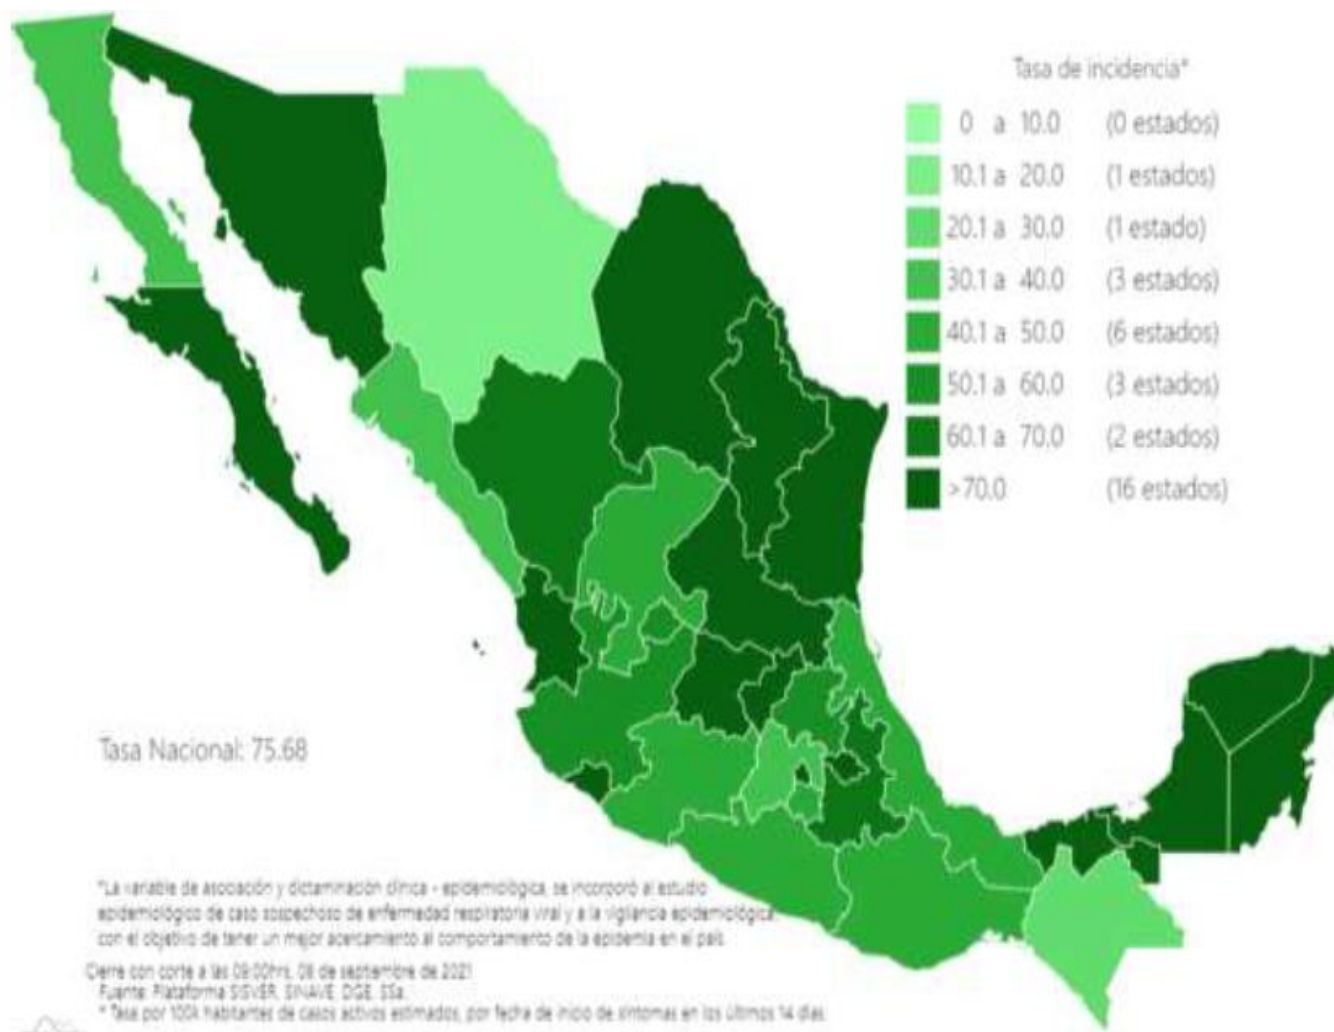 Tasa de incidencia*
0 a 10.0 (0 estados)
10.1 a 20.0 (1 estados)
20.1 a 30.0 (1 estado)
30.1 a 40.0 (3 estados)
40.1 a 50.0 (6 estados)
50.1 a 60.0 (3 estados)
60.1 a 70.0 (2 estados)
>70.0 (16 estados)
Tasa Nacional: 75.68
*La variable de asociación y dictaminación clínica - epidemiológica, se incorporó al estudio
epidemiológico de caso sospechoso de enfermedad respiratoria viral y a la vigilancia epidemiológica
con el objetivo de tener un mejor acercamiento al comportamiento de la epidemia en el país
Cierre con corte a las 09:00hrs, 08 de septiembre de 2021
Fuente: Plataforma SISVER, SINAVE, DGE, SSa.
* Tasa por 100k habitantes de casos activos estimados, por fecha de inicio de síntomas en los últimos 14 días